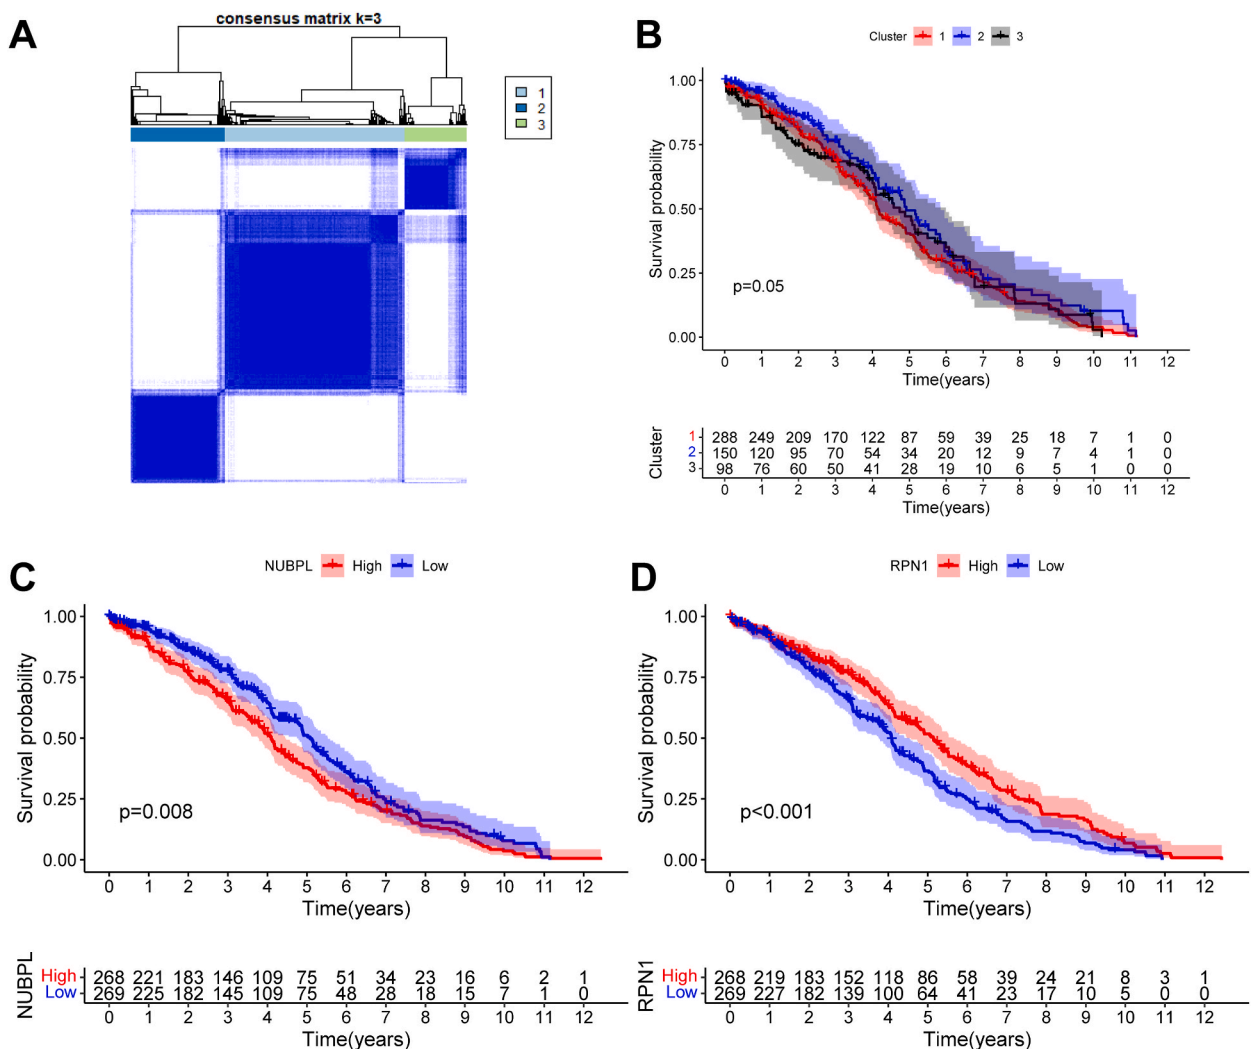 A
consensus matrix k=3
1
2
3
B
Cluster 1 2 3
Survival probability
1.00
0.75
0.50
0.25
0.00
p=0.05
0 1 2 3 4 5 6 7 8 9 10 11 12
Time(years)
Cluster
1 288 249 209 170 122 87 59 39 25 18 7 1 0
2 150 120 95 70 54 34 20 12 9 7 4 1 0
3 98 76 60 50 41 28 19 10 6 5 1 0 0
0 1 2 3 4 5 6 7 8 9 10 11 12
Time(years)
C
NUBPL High Low
Survival probability
1.00
0.75
0.50
0.25
0.00
p=0.008
0 1 2 3 4 5 6 7 8 9 10 11 12
Time(years)
NUBPL
High 268 221 183 146 109 75 51 34 23 16 6 2 1
Low 269 225 182 145 109 75 48 28 18 15 7 1 0
0 1 2 3 4 5 6 7 8 9 10 11 12
Time(years)
D
RPN1 High Low
Survival probability
1.00
0.75
0.50
0.25
0.00
p<0.001
0 1 2 3 4 5 6 7 8 9 10 11 12
Time(years)
RPN1
High 268 219 183 152 118 86 58 39 24 21 8 3 1
Low 269 227 182 139 100 64 41 23 17 10 5 0 0
0 1 2 3 4 5 6 7 8 9 10 11 12
Time(years)